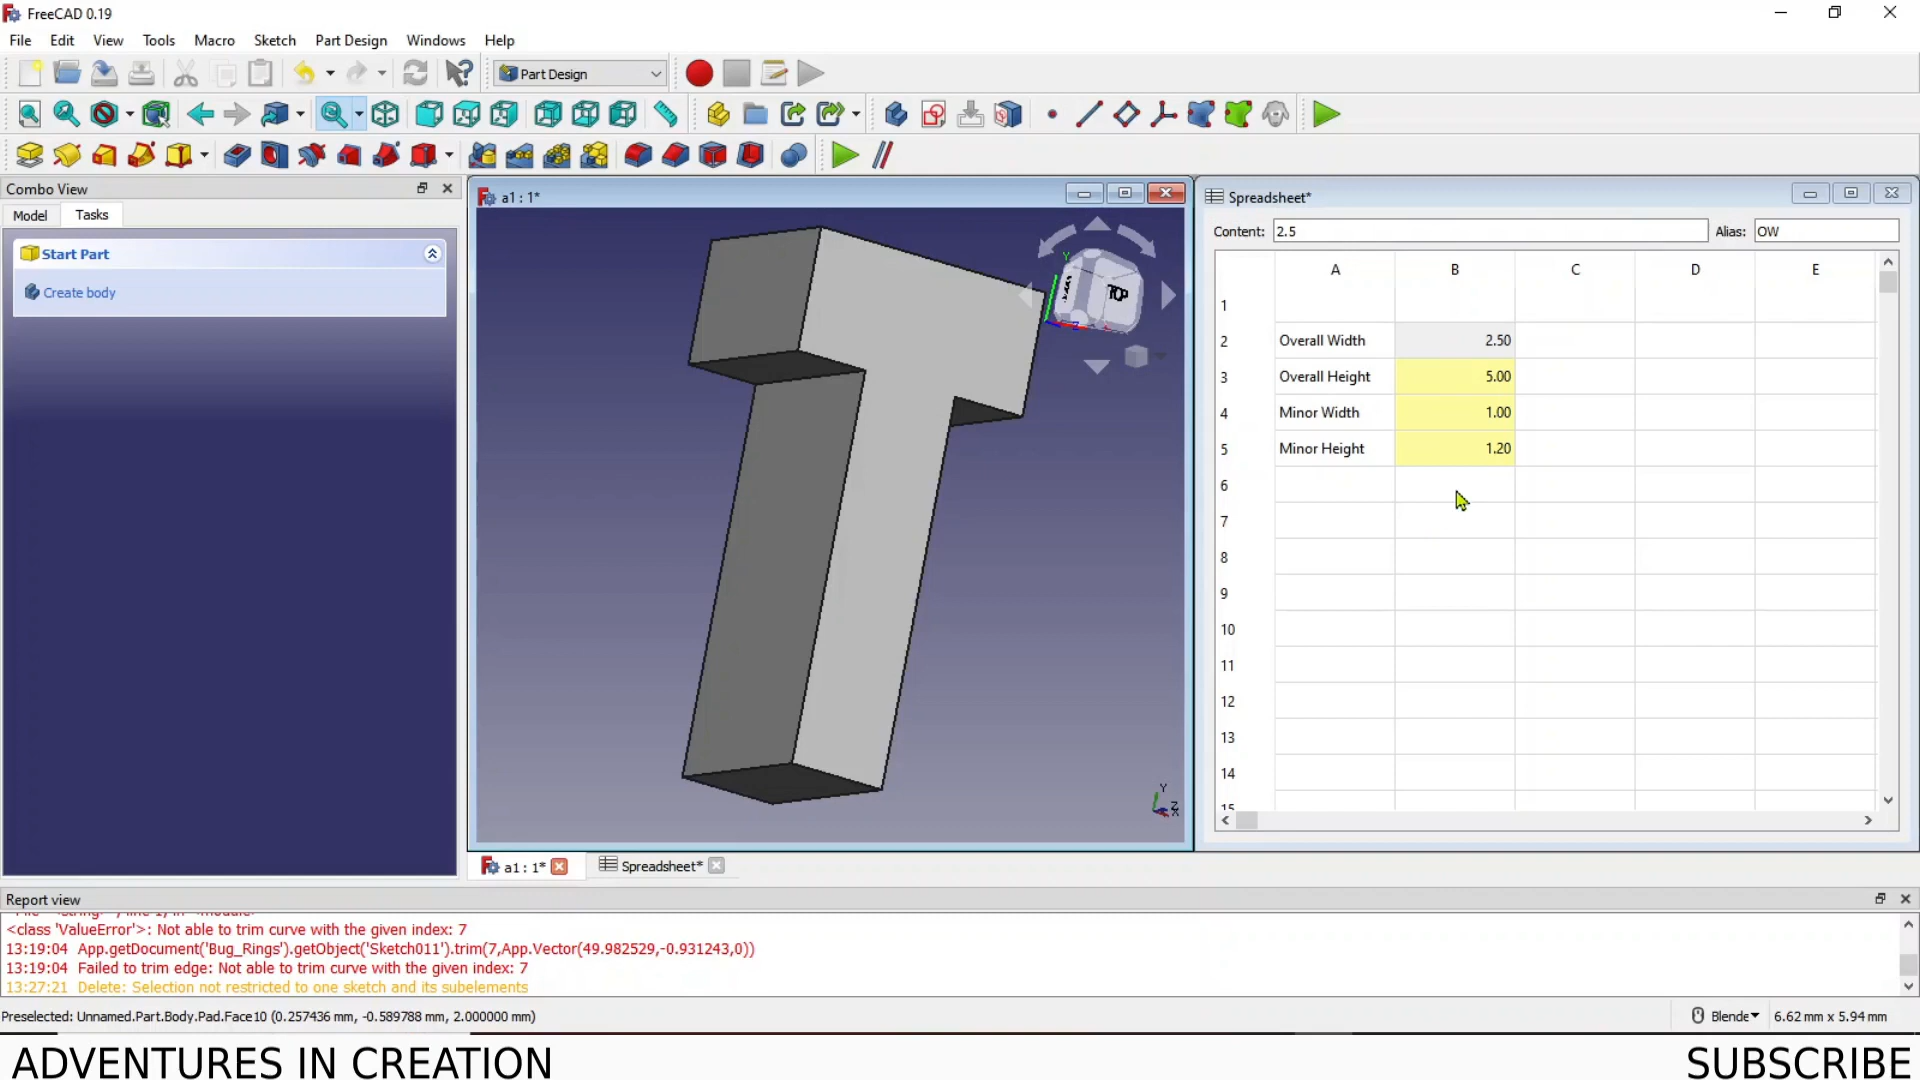 FreeCAD 0.19
File Edit View Tools Macro Sketch Part Design Windows Help
Part Design
Combo View
Model Tasks
Start Part
Create body
a1 : 1*
TOP
Y
Z
Y
Z
X
Spreadsheet*
Content: 2.5 Alias: OW
A B C D E
1
2 Overall Width 2.50
3 Overall Height 5.00
4 Minor Width 1.00
5 Minor Height 1.20
6
7
8
9
10
11
12
13
14
15
a1 : 1* Spreadsheet*
Report view
<class 'ValueError'>: Not able to trim curve with the given index: 7
13:19:04 App.getDocument('Bug_Rings').getObject('Sketch011').trim(7,App.Vector(49.982529,-0.931243,0))
13:19:04 Failed to trim edge: Not able to trim curve with the given index: 7
13:27:21 Delete: Selection not restricted to one sketch and its subelements
Preselected: Unnamed.Part.Body.Pad.Face10 (0.257436 mm, -0.589788 mm, 2.000000 mm) Blende 6.62 mm x 5.94 mm
ADVENTURES IN CREATION SUBSCRIBE